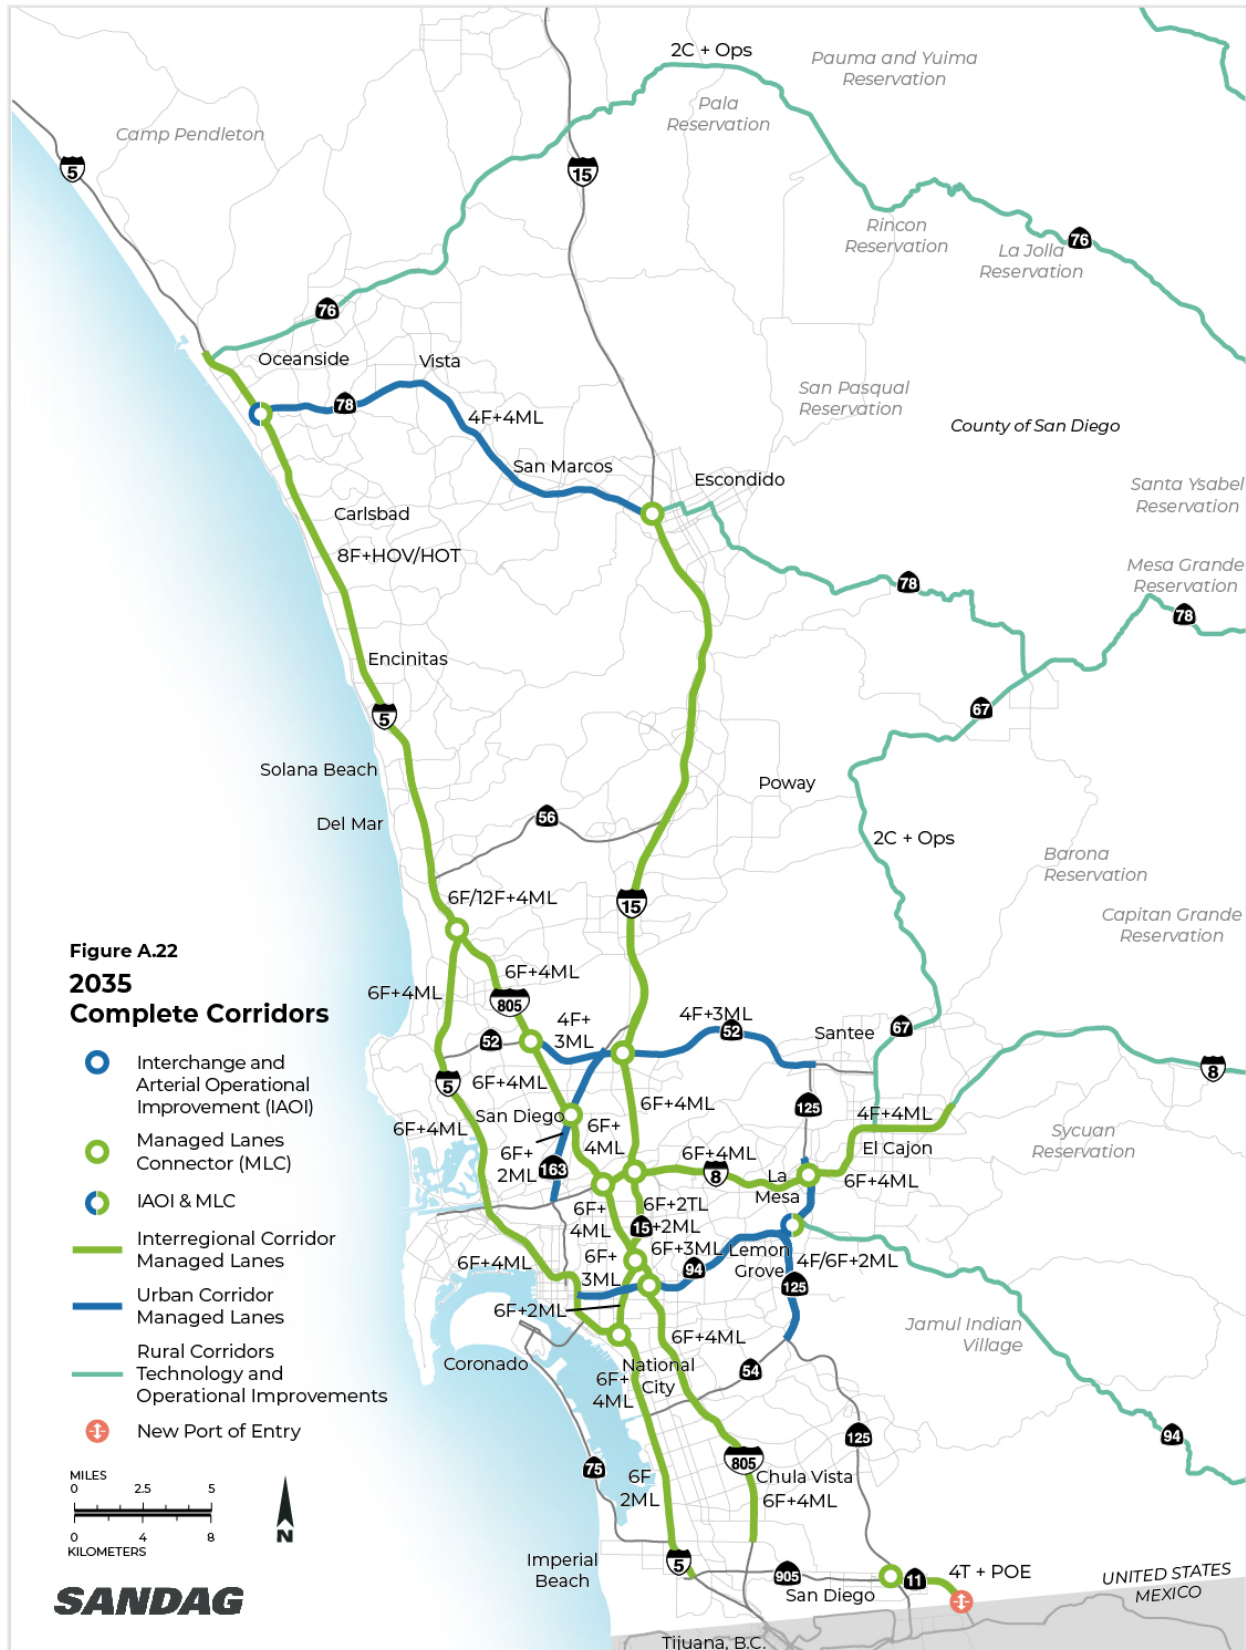 2C + Ops
Pauma and Yuima
Reservation
Pala
Reservation
Camp Pendleton
5
15
Rincon
Reservation
La Jolla
Reservation
76
76
Oceanside
Vista
78
4F+4ML
San Marcos
San Pasqual
Reservation
County of San Diego
Escondido
Santa Ysabel
Reservation
Carlsbad
8F+HOV/HOT
Mesa Grande
Reservation
78
78
Encinitas
5
67
Solana Beach
Poway
Del Mar
56
2C + Ops
Barona
Reservation
6F/12F+4ML
15
Capitan Grande
Reservation
Figure A.22
2035
Complete Corridors
6F+4ML
6F+4ML
805
4F+
3ML
52
4F+3ML
52
Santee
67
5
6F+4ML
8
San Diego
6F+4ML
125
4F+4ML
6F+4ML
6F+
4ML
El Cajon
Sycuan
Reservation
6F+
2ML
163
6F+4ML
8
La
Mesa
6F+4ML
6F+
4ML
6F+2TL
+2ML
15
6F+3ML
Lemon
Grove
4F/6F+2ML
6F+4ML
6F+
3ML
94
125
6F+2ML
Jamul Indian
Village
6F+4ML
Coronado
National
City
54
6F+
4ML
125
94
75
805
Chula Vista
6F
2ML
6F+4ML
Imperial
Beach
5
905
San Diego
11
4T + POE
UNITED STATES
MEXICO
Tijuana, B.C.
Interchange and
Arterial Operational
Improvement (IAOI)
Managed Lanes
Connector (MLC)
IAOI & MLC
Interregional Corridor
Managed Lanes
Urban Corridor
Managed Lanes
Rural Corridors
Technology and
Operational Improvements
New Port of Entry
MILES
0 2.5 5
0 4 8
KILOMETERS
N
SANDAG